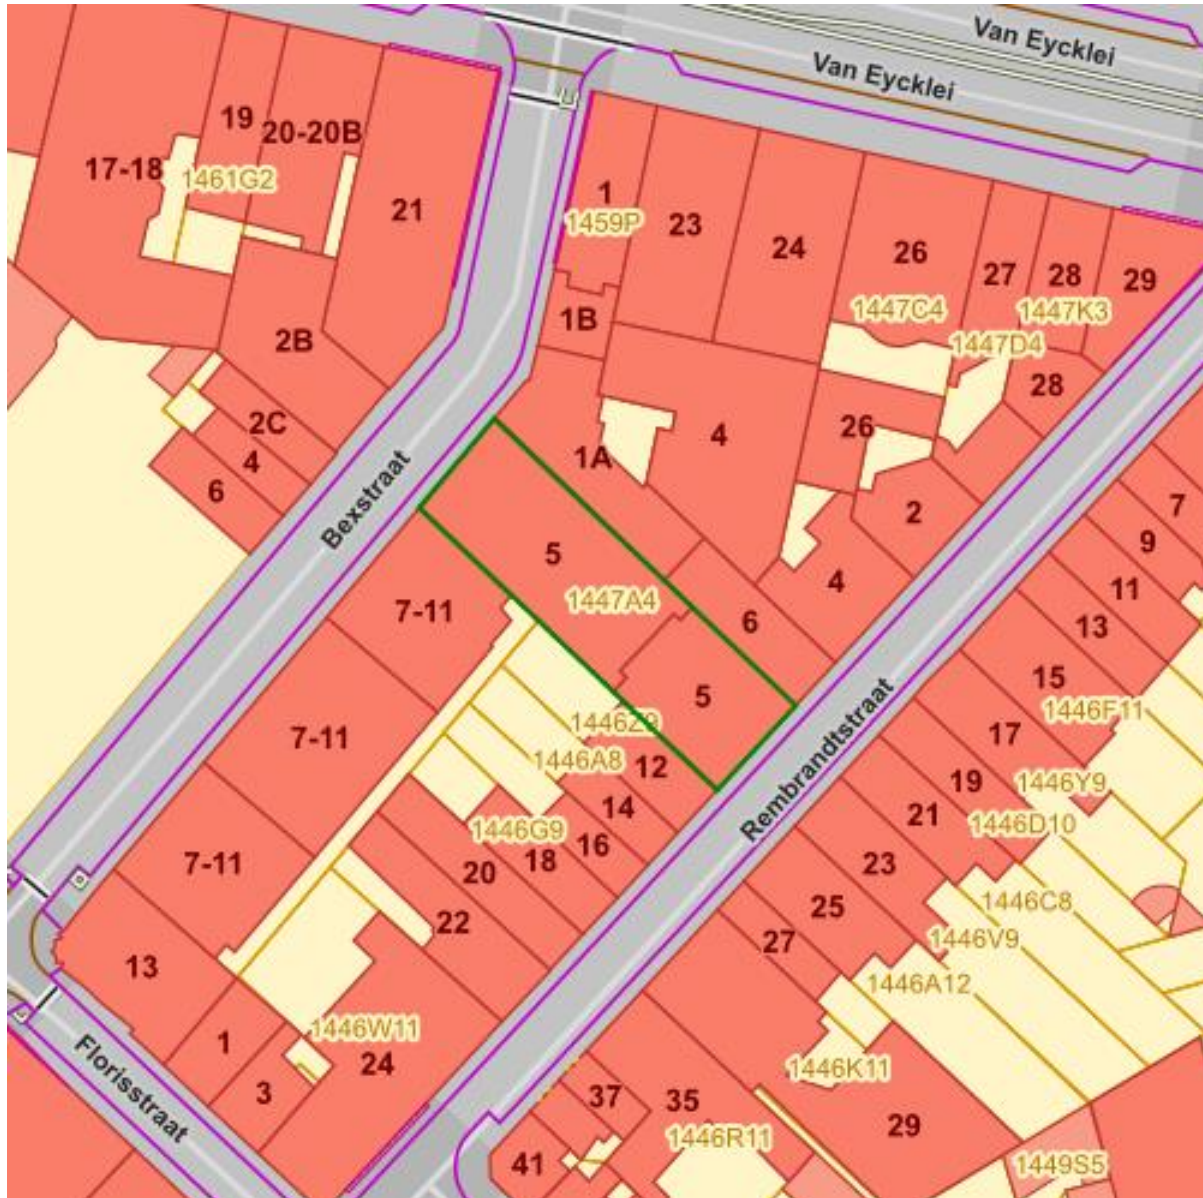 Van Eycklei
Van Eycklei
19
20-20B
17-18
1461G2
21
1
1459P
23
24
26
27
28
29
1447C4
1447K3
1B
2B
1447D4
28
2C
4
6
1A
4
26
Bexstraat
2
7
9
5
1447A4
4
11
7-11
6
13
5
15
1446F11
1446Z9
7-11
1446A8
12
17
Rembrandtstraat
14
19
1446Y9
1446G9
16
21
1446D10
7-11
20
18
23
22
25
1446C8
27
1446V9
13
1446A12
1446W11
1
24
Florisstraat
3
1446K11
37
35
1446R11
29
41
1449S5